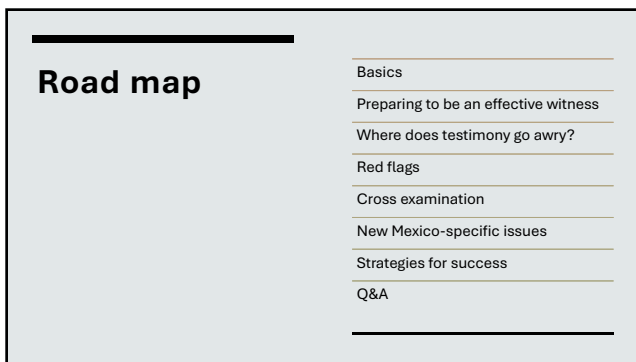 Road map
Basics
Preparing to be an effective witness
Where does testimony go awry?
Red flags
Cross examination
New Mexico-specific issues
Strategies for success
Q&A